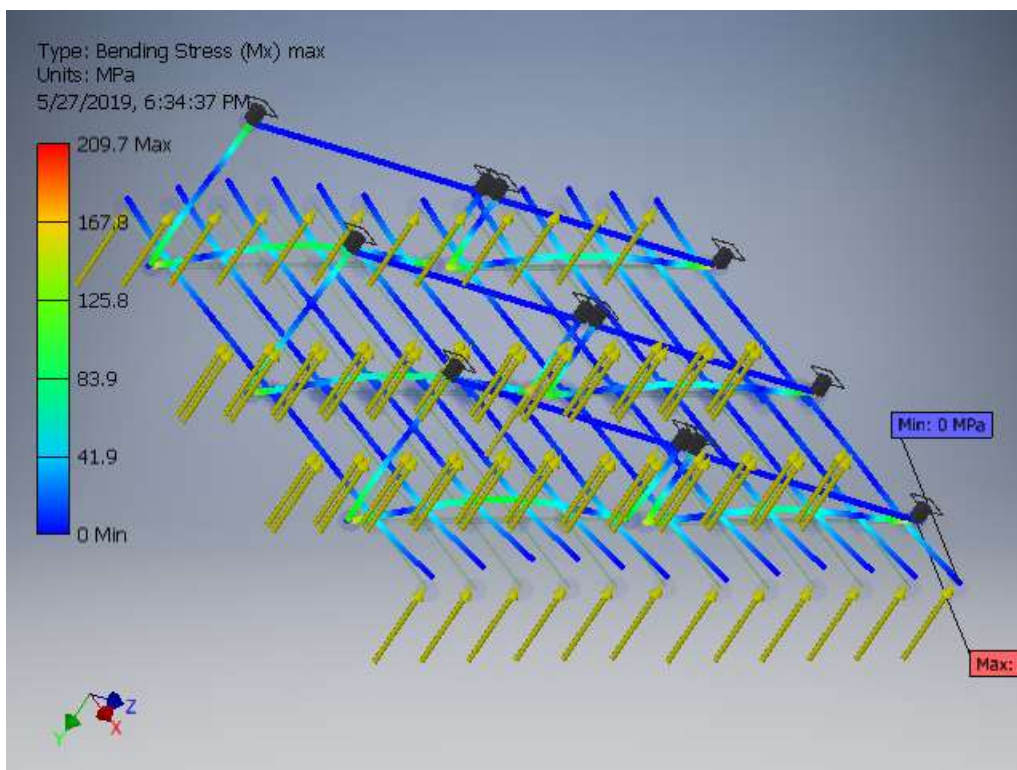 Type: Bending Stress (Mx) max
Units: MPa
5/27/2019, 6:34:37 PM
209.7 Max
167.8
125.8
83.9
41.9
0 Min
Min: 0 MPa
Max:
Z
X
Y